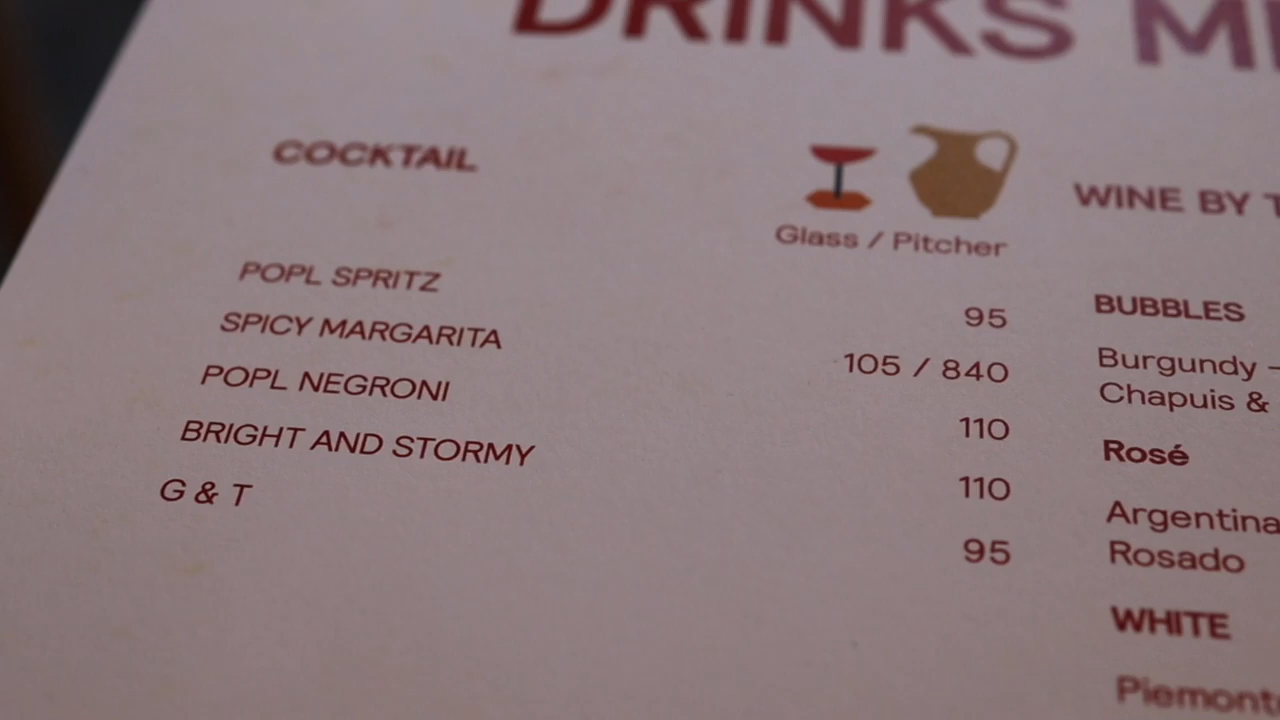 DRINKS
COCKTAIL
Glass / Pitcher
POPL SPRITZ 95
SPICY MARGARITA 105 / 840
POPL NEGRONI 110
BRIGHT AND STORMY 110
G & T 95
WINE BY
BUBBLES
Burgundy -
Chapuis &
Rosé
Argentina
Rosado
WHITE
Piemont